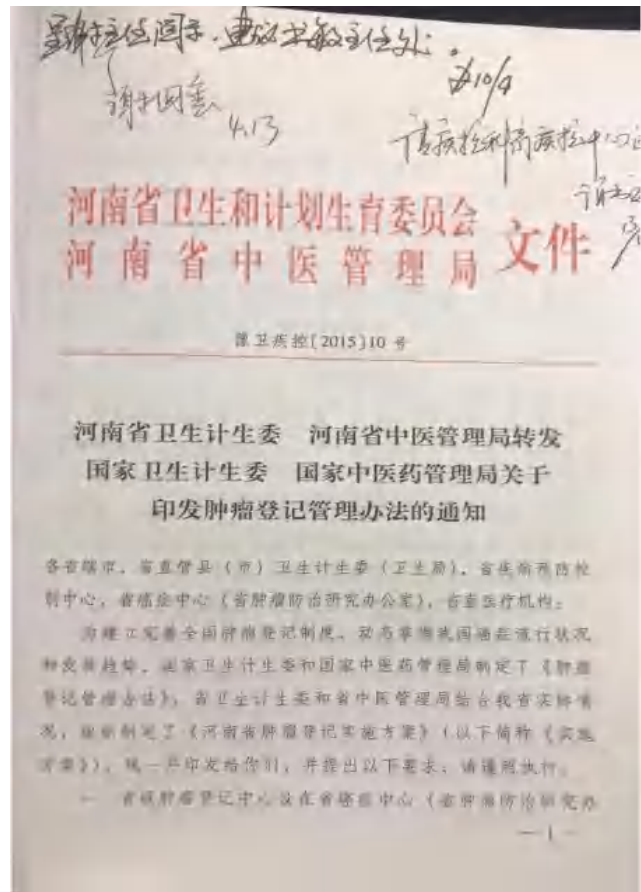 4.13
10/4
河南省卫生和计划生育委员会
河南省中医管理局
文件
豫卫疾控〔2015〕10号
河南省卫生计生委 河南省中医管理局转发
国家卫生计生委 国家中医药管理局关于
印发肿瘤登记管理办法的通知
各省辖市、省直管县（市）卫生计生委（卫生局），省疾病预防控
制中心，省癌症中心（省肿瘤防治研究办公室），省直医疗机构：
为建立完善全国肿瘤登记制度，动态掌握我国癌症流行状况
和发展趋势，国家卫生计生委和国家中医药管理局制定了《肿瘤
登记管理办法》，省卫生计生委和省中医管理局结合我省实际情
况，组织制定了《河南省肿瘤登记实施方案》（以下简称《实施
方案》），现一并印发给你们，并提出以下要求，请遵照执行。
一 省级肿瘤登记中心设在省癌症中心（省肿瘤防治研究办
— 1 —